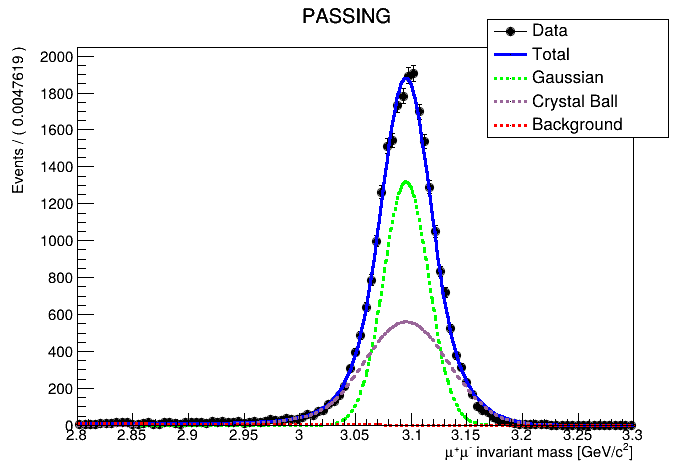 PASSING
Data
Total
Gaussian
Crystal Ball
Background
Events / ( 0.0047619 )
2000
1800
1600
1400
1200
1000
800
600
400
200
0
2.8 2.85 2.9 2.95 3 3.05 3.1 3.15 3.2 3.25 3.3
μ⁺μ⁻ invariant mass [GeV/c²]